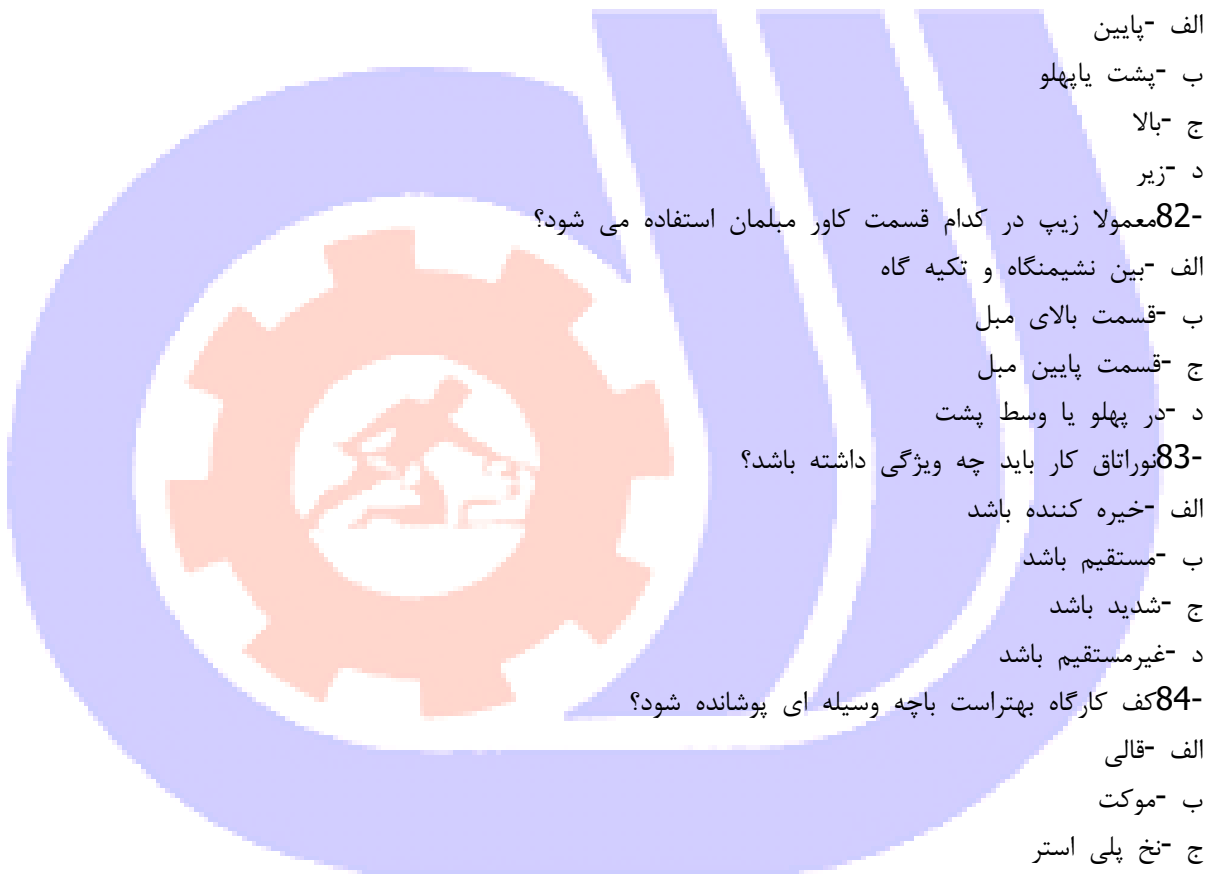 الف -پایین
ب -پشت یاپهلو
ج -بالا
د -زیر
-82معمولا زیپ در کدام قسمت کاور مبلمان استفاده می شود؟
الف -بین نشیمنگاه و تکیه گاه
ب -قسمت بالای مبل
ج -قسمت پایین مبل
د -در پهلو یا وسط پشت
-83نوراتاق کار باید چه ویژگی داشته باشد؟
الف -خیره کننده باشد
ب -مستقیم باشد
ج -شدید باشد
د -غیرمستقیم باشد
-84کف کارگاه بهتراست باچه وسیله ای پوشانده شود؟
الف -قالی
ب -موکت
ج -نخ پلی استر